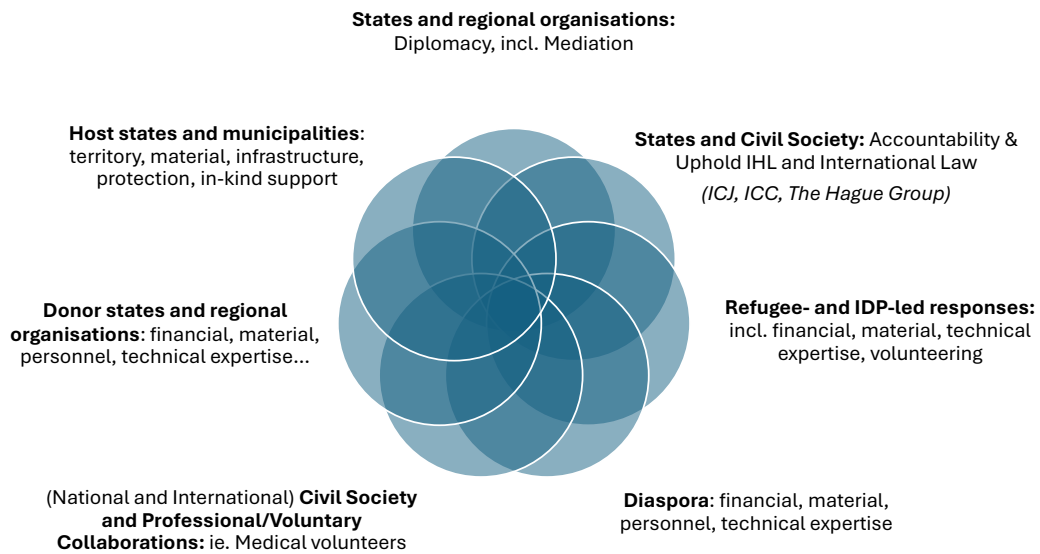 States and regional organisations:
Diplomacy, incl. Mediation
Host states and municipalities:
territory, material, infrastructure,
protection, in-kind support
States and Civil Society: Accountability &
Uphold IHL and International Law
(ICJ, ICC, The Hague Group)
Donor states and regional
organisations: financial, material,
personnel, technical expertise...
Refugee- and IDP-led responses:
incl. financial, material, technical
expertise, volunteering
(National and International) Civil Society
and Professional/Voluntary
Collaborations: ie. Medical volunteers
Diaspora: financial, material,
personnel, technical expertise